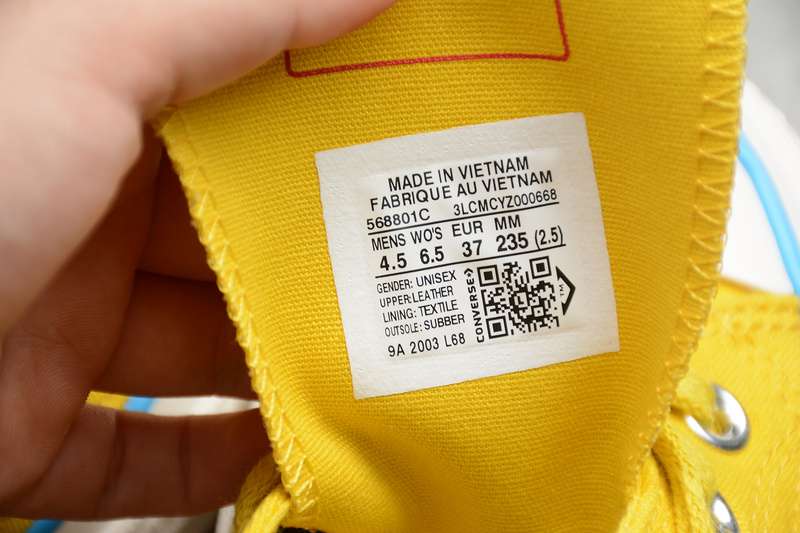 MADE IN VIETNAM
FABRIQUE AU VIETNAM
568801C 3LCMCYZ000668
MENS WO'S EUR MM
4.5 6.5 37 235 (2.5)
GENDER: UNISEX
UPPER:LEATHER
LINING: TEXTILE
OUTSOLE: SUBBER
9A 2003 L68
CONVERSE